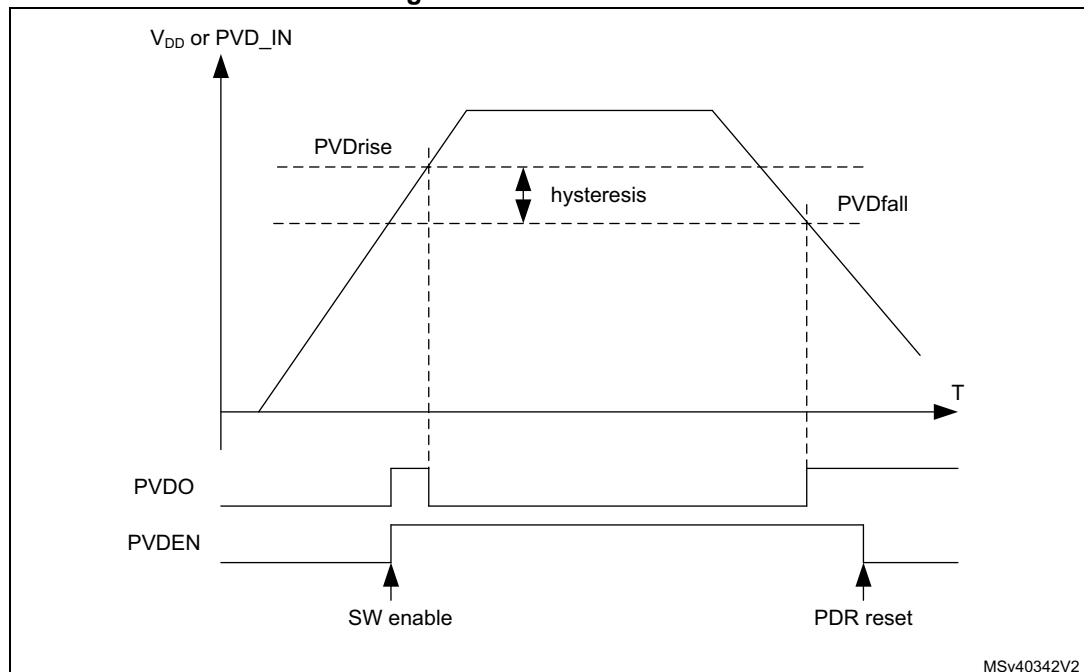 V_DD or PVD_IN
PVDrise
hysteresis
PVDfall
T
PVDO
PVDEN
SW enable
PDR reset
MSv40342V2